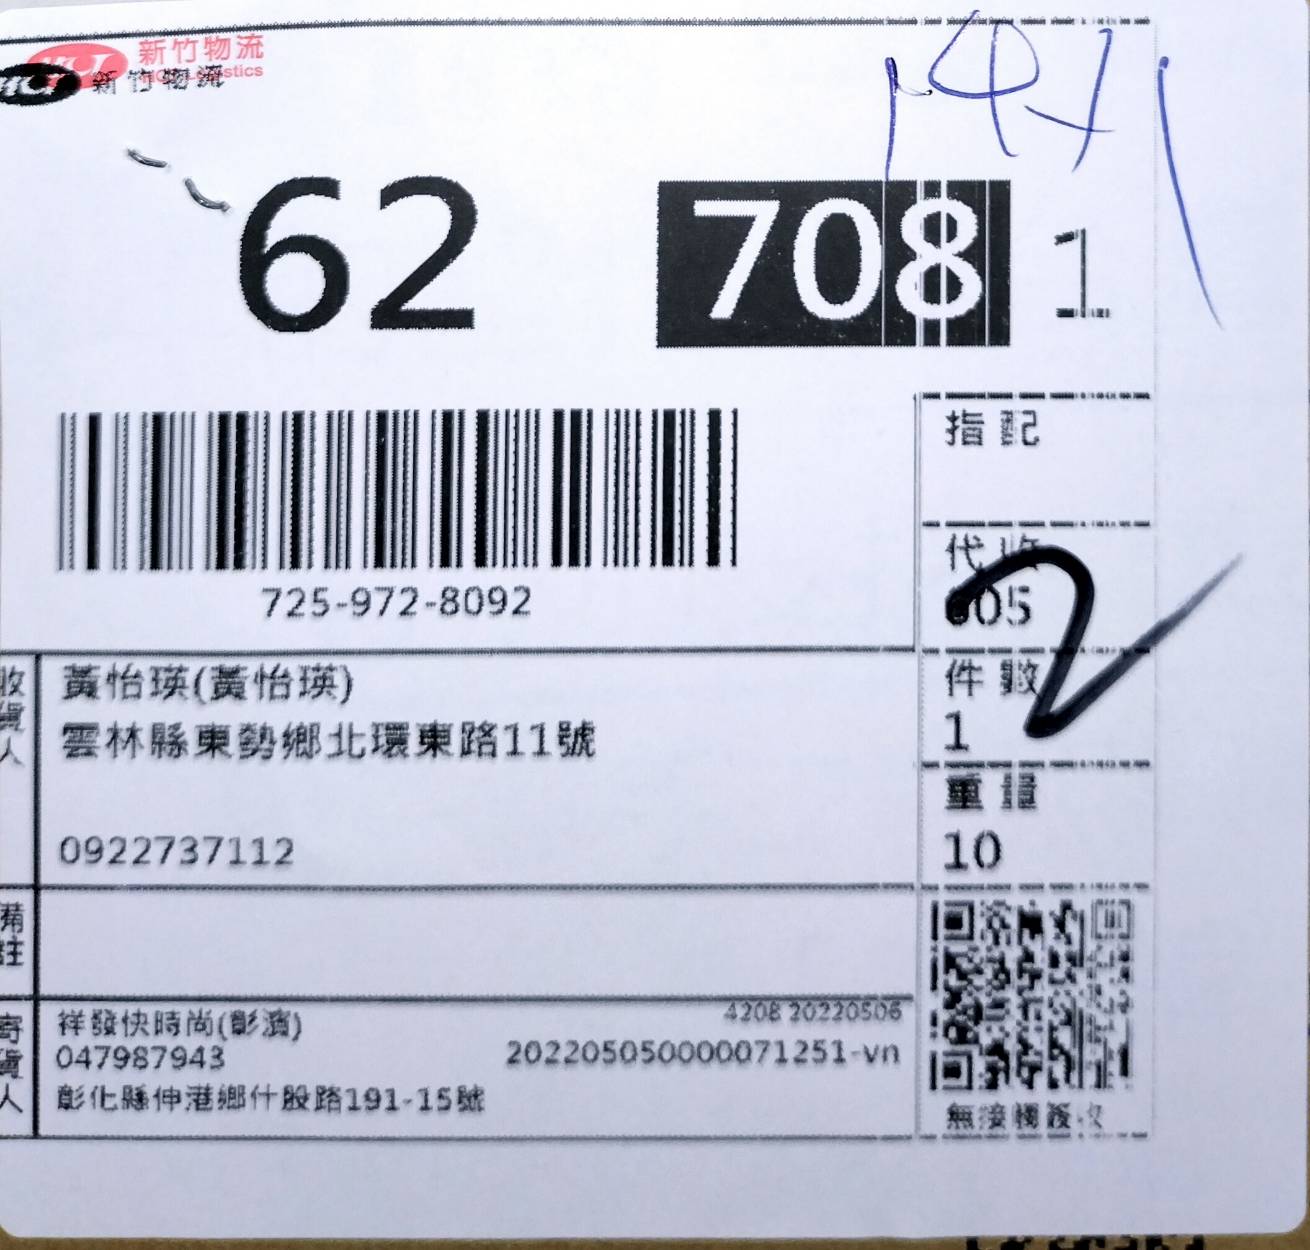 新竹物流
HCT Logistics
HCT 新竹物流
62 708 1
指配
725-972-8092
代收
605
件數
1
收貨人
黃怡瑛(黃怡瑛)
雲林縣東勢鄉北環東路11號
0922737112
重量
10
備註
寄貨人
祥發快時尚(彰濱)
4208 20220506
047987943
202205050000071251-vn
彰化縣伸港鄉什股路191-15號
無接觸簽收
2